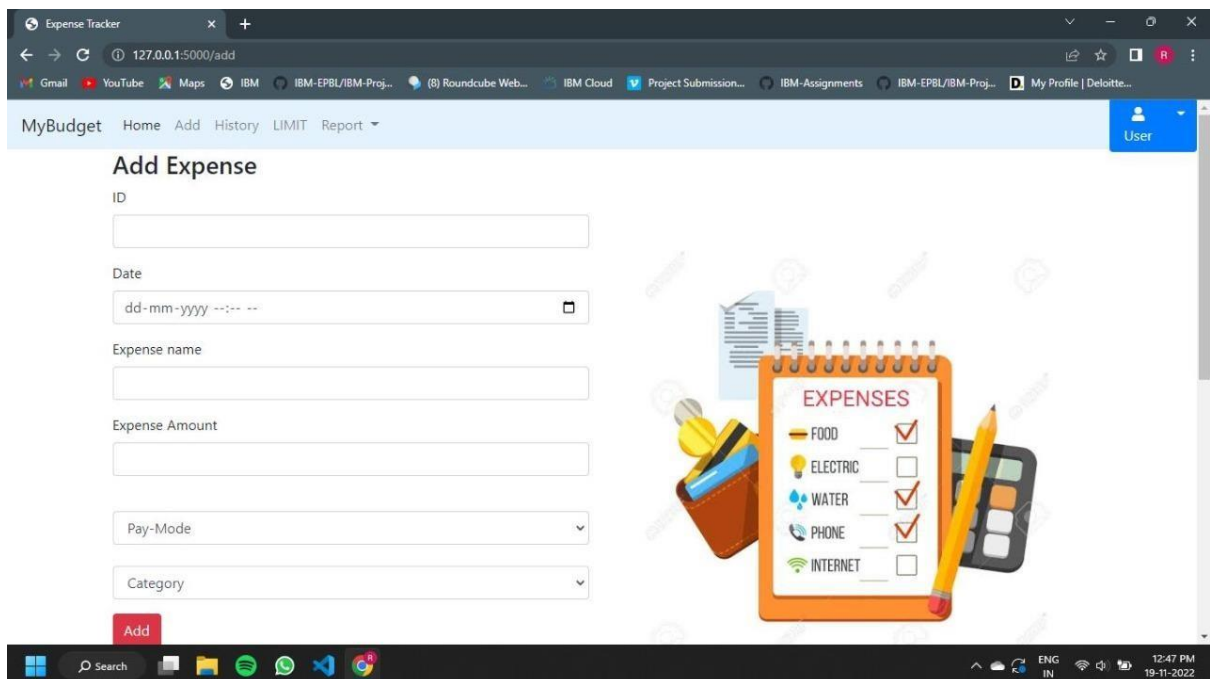 Expense Tracker
127.0.0.1:5000/add
Gmail YouTube Maps IBM IBM-EPBL/IBM-Proj... (8) Roundcube Web... IBM Cloud Project Submission... IBM-Assignments IBM-EPBL/IBM-Proj... My Profile | Deloitte...
MyBudget Home Add History LIMIT Report User
Add Expense
ID
Date
dd-mm-yyyy --:-- --
Expense name
Expense Amount
Pay-Mode
Category
Add
EXPENSES
FOOD
ELECTRIC
WATER
PHONE
INTERNET
Search
ENG
IN
12:47 PM
19-11-2022